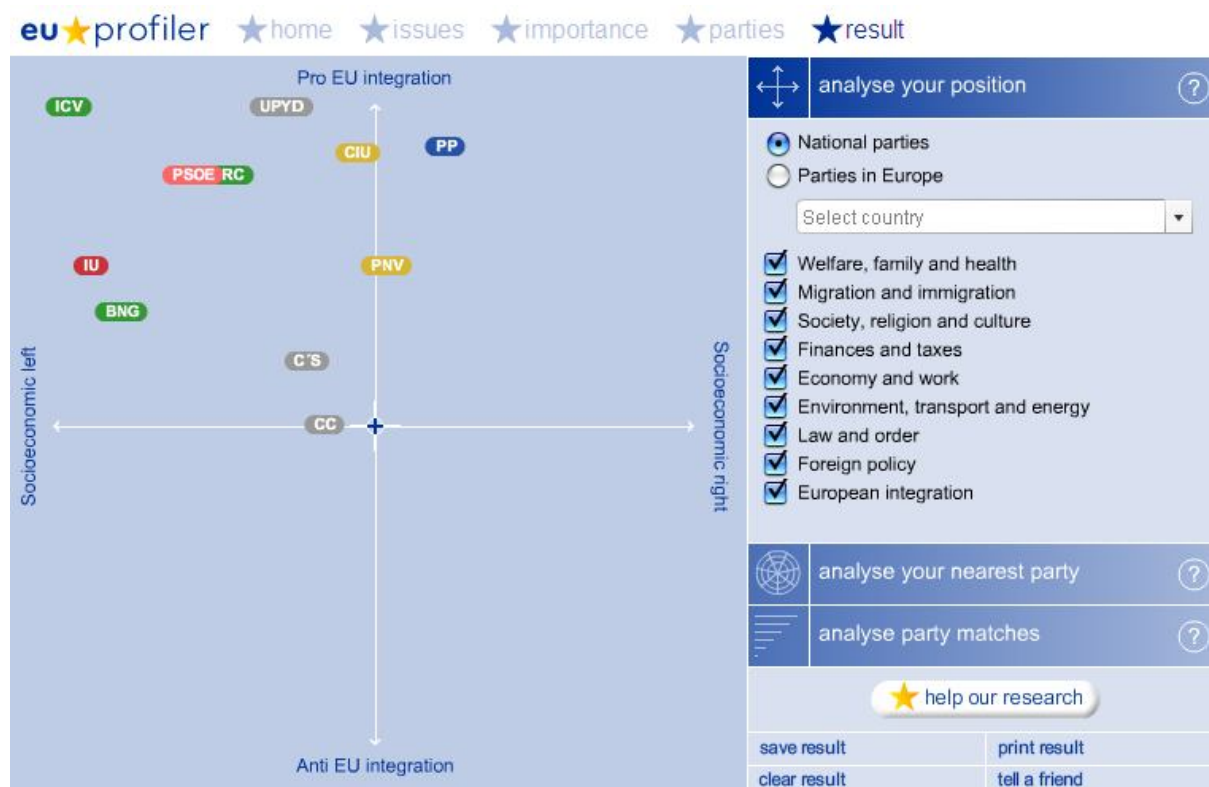 eu profiler home issues importance parties result
Pro EU integration
ICV
UPYD
CIU
PP
PSOE RC
IU
PNV
BNG
C´S
CC
Socioeconomic left
Socioeconomic right
Anti EU integration
analyse your position ?
National parties
Parties in Europe
Select country
Welfare, family and health
Migration and immigration
Society, religion and culture
Finances and taxes
Economy and work
Environment, transport and energy
Law and order
Foreign policy
European integration
analyse your nearest party ?
analyse party matches ?
help our research
save result
print result
clear result
tell a friend